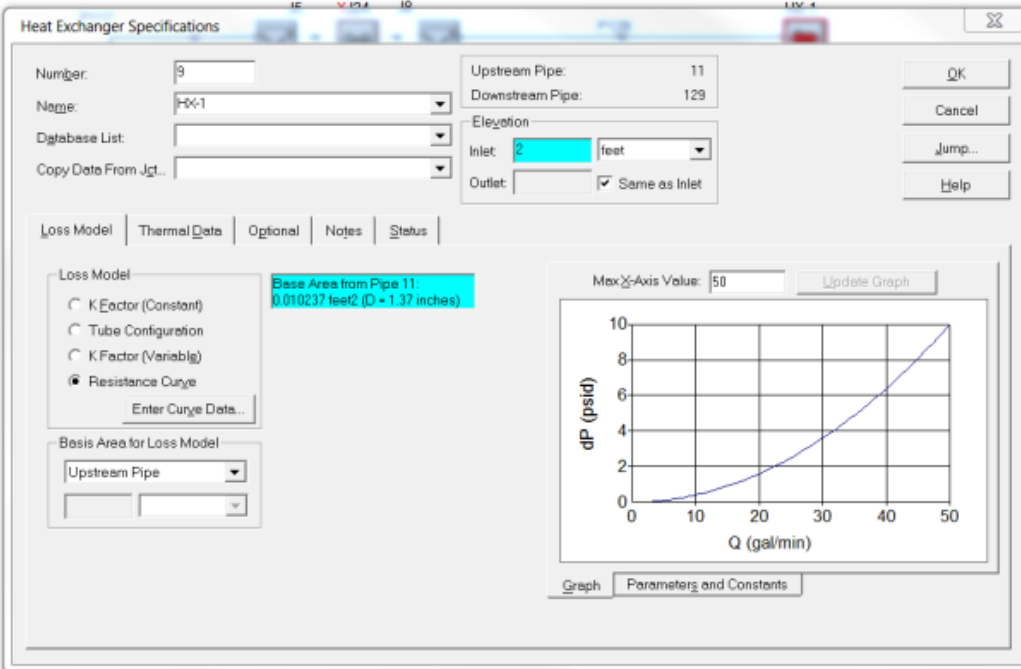 J5 XJ34 J8 HX-1
Heat Exchanger Specifications
Number: 9
Name: HX-1
Database List:
Copy Data From Jct..
Upstream Pipe: 11
Downstream Pipe: 129
Elevation
Inlet: 2 feet
Outlet: Same as Inlet
OK
Cancel
Jump...
Help
Loss Model Thermal Data Optional Notes Status
Loss Model
K Factor (Constant)
Tube Configuration
K Factor (Variable)
Resistance Curve
Enter Curve Data...
Base Area from Pipe 11:
0.010237 feet2 (D = 1.37 inches)
Basis Area for Loss Model
Upstream Pipe
Max X-Axis Value: 50 Update Graph
10
8
6
4
2
0
dP (psid)
0 10 20 30 40 50
Q (gal/min)
Graph Parameters and Constants